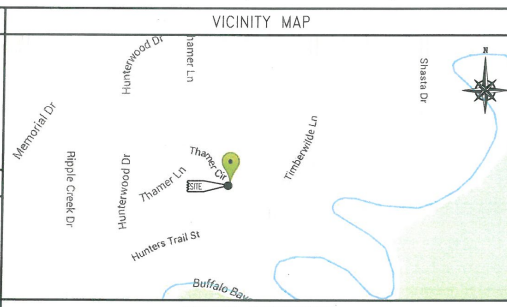 VICINITY MAP
Hunterwood Dr
Thamer Ln
Shasta Dr
N
Memorial Dr
Timberwilde Ln
Thamer Cir
Ripple Creek Dr
Hunterwood Dr
Thamer Ln
SITE
Hunters Trail St
Buffalo Bayo